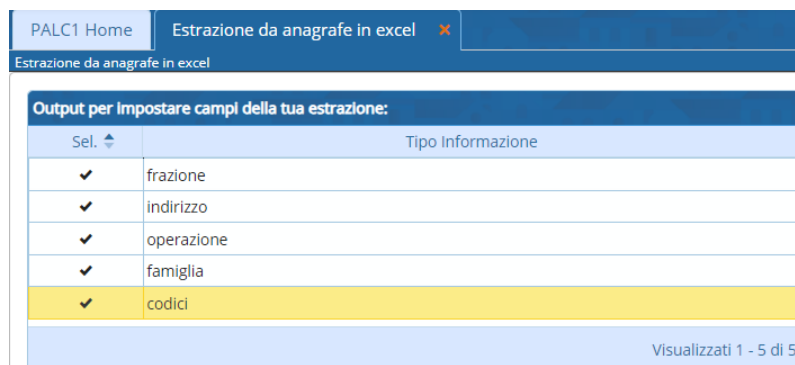 PALC1 Home Estrazione da anagrafe in excel
Estrazione da anagrafe in excel
Output per impostare campi della tua estrazione:
Sel. Tipo Informazione
frazione
indirizzo
operazione
famiglia
codici
Visualizzati 1 - 5 di 5